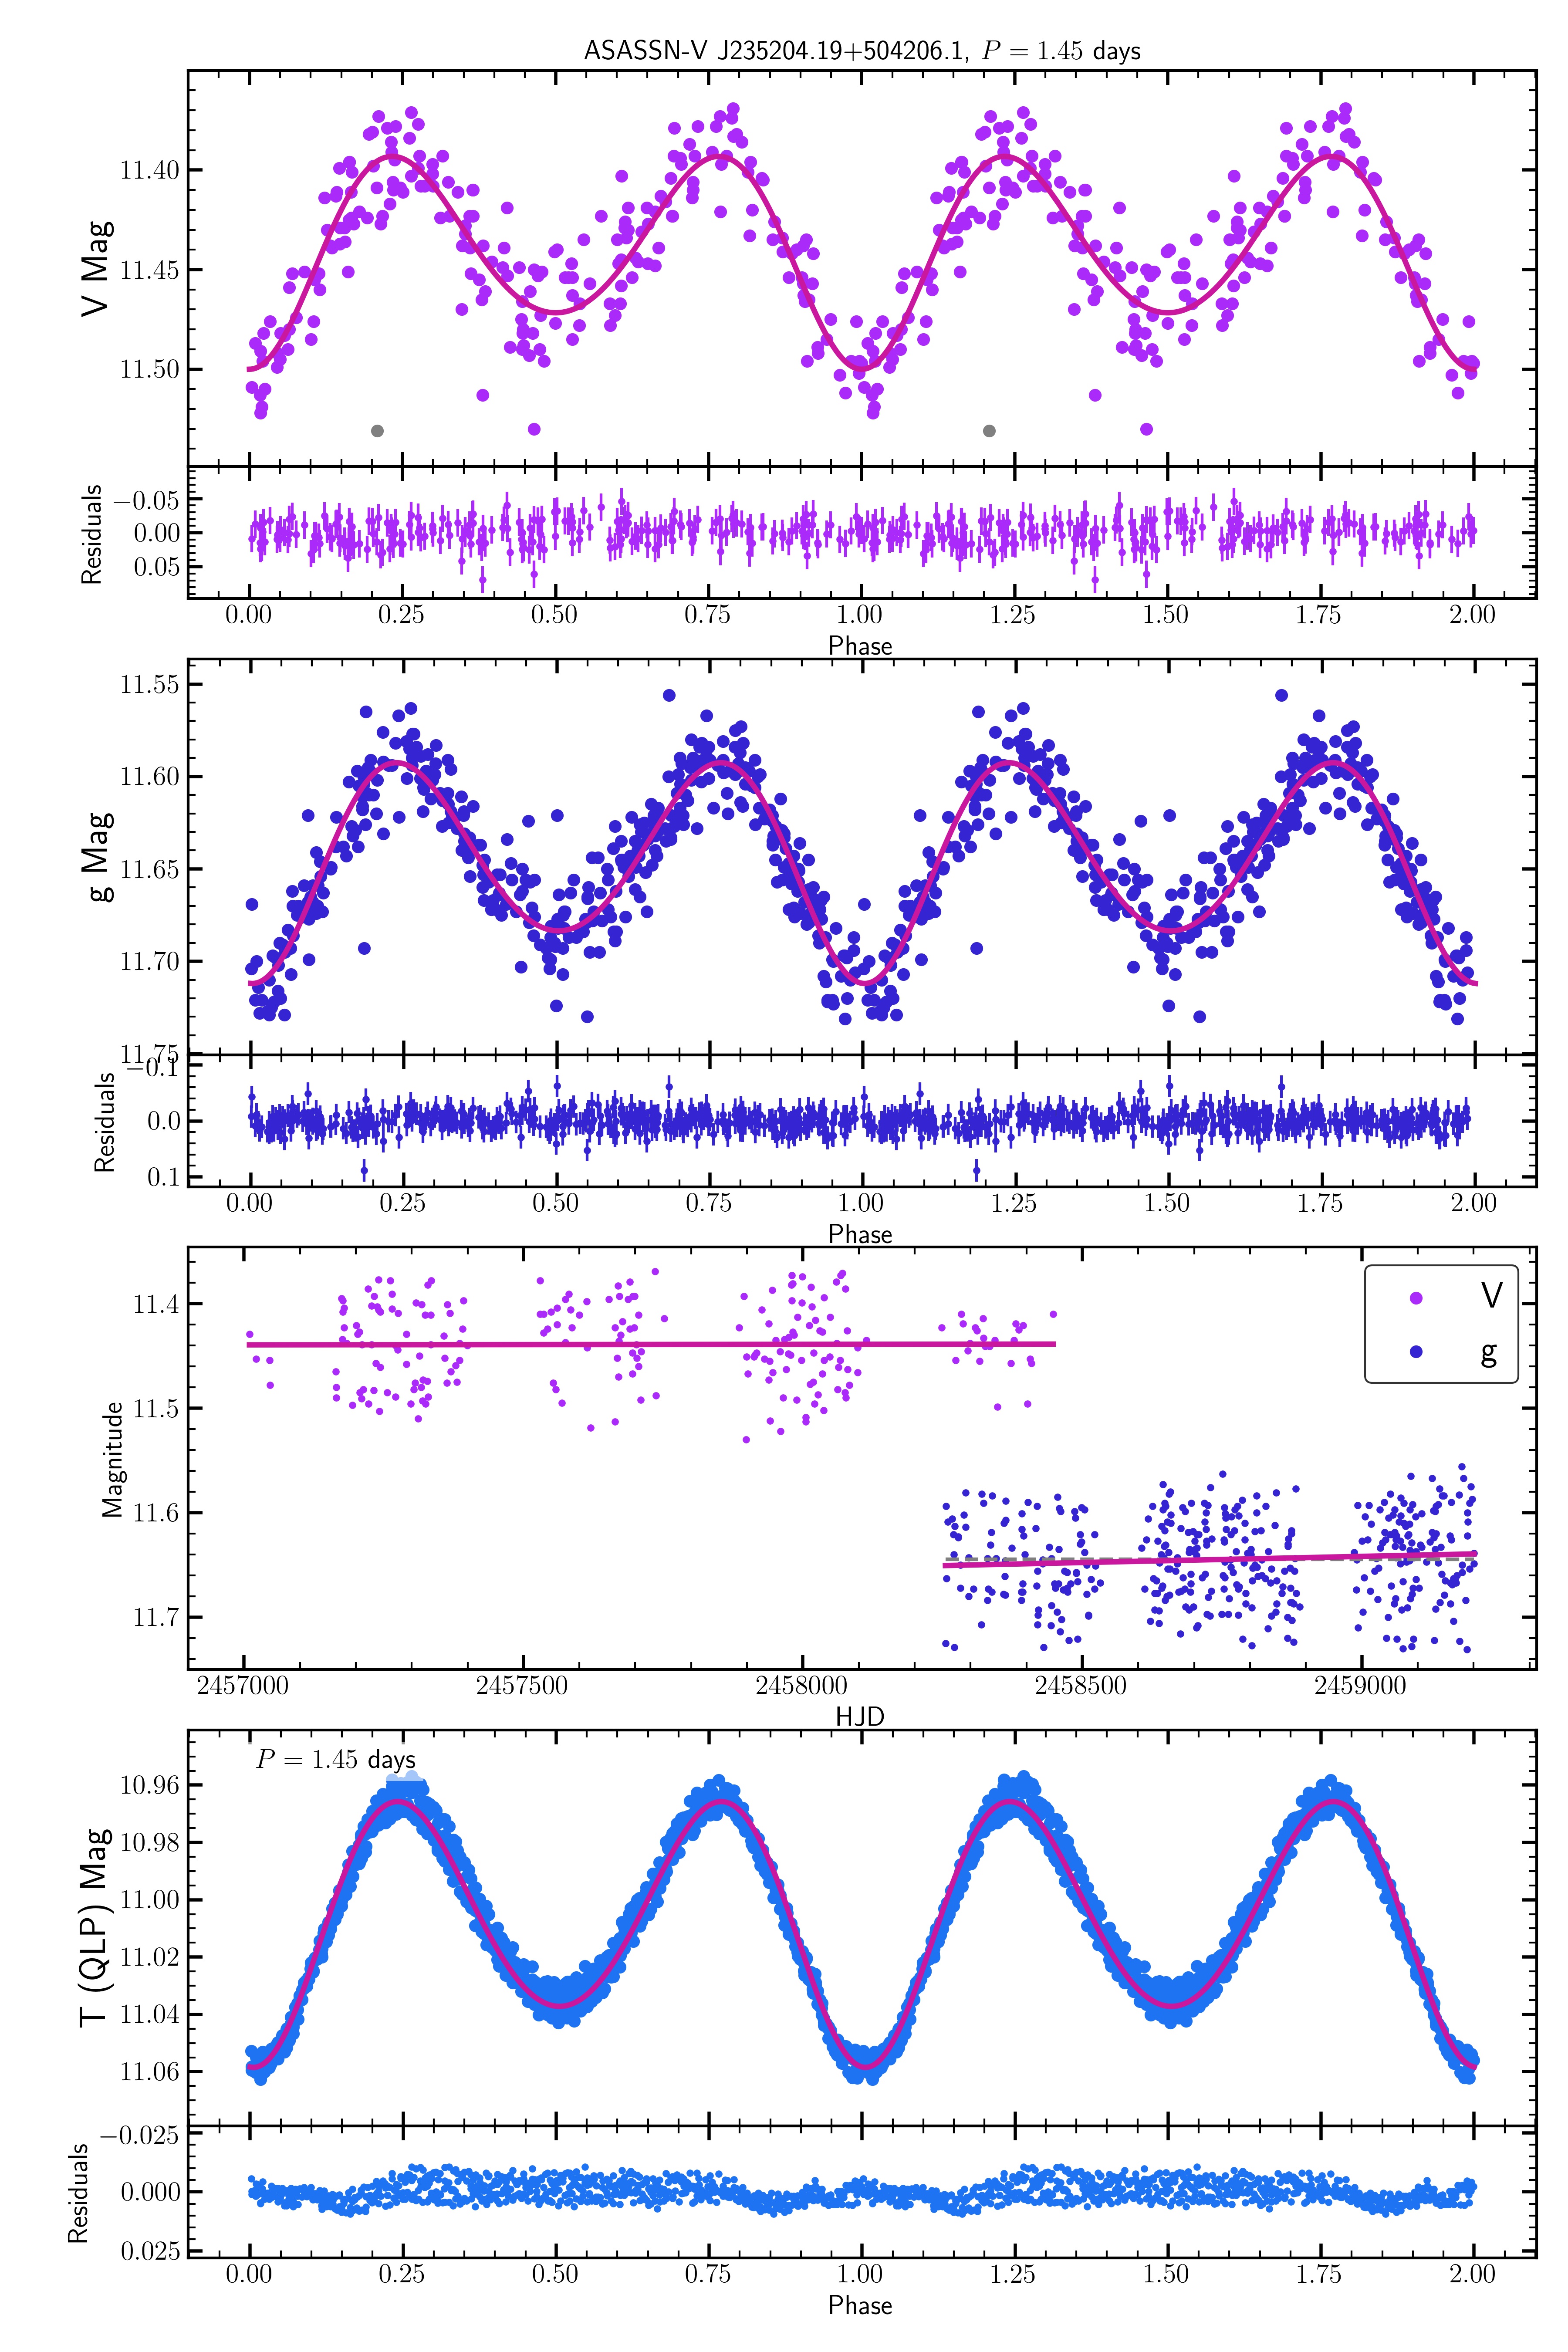 ASASSN-V J235204.19+504206.1, P = 1.45 days
V Mag
11.40
11.45
11.50
Residuals
−0.05
0.00
0.05
0.00 0.25 0.50 0.75 1.00 1.25 1.50 1.75 2.00
Phase
g Mag
11.55
11.60
11.65
11.70
11.75
Residuals
−0.1
0.0
0.1
0.00 0.25 0.50 0.75 1.00 1.25 1.50 1.75 2.00
Phase
Magnitude
11.4
11.5
11.6
11.7
V
g
2457000 2457500 2458000 2458500 2459000
HJD
P = 1.45 days
T (QLP) Mag
10.96
10.98
11.00
11.02
11.04
11.06
Residuals
−0.025
0.000
0.025
0.00 0.25 0.50 0.75 1.00 1.25 1.50 1.75 2.00
Phase